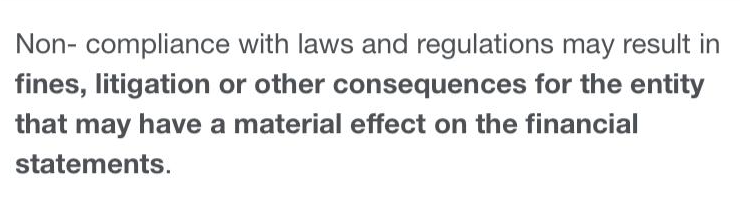 Non- compliance with laws and regulations may result in
fines, litigation or other consequences for the entity
that may have a material effect on the financial
statements.